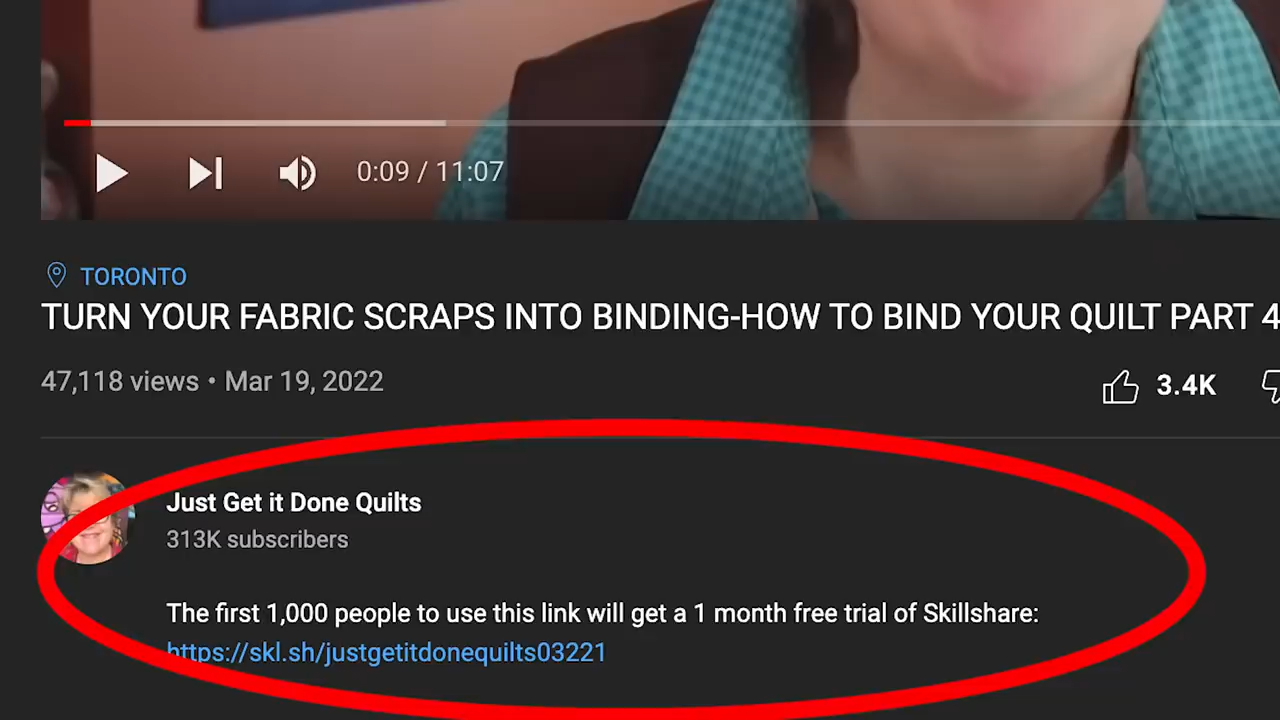 0:09 / 11:07
TORONTO
TURN YOUR FABRIC SCRAPS INTO BINDING-HOW TO BIND YOUR QUILT PART 4
47,118 views • Mar 19, 2022
3.4K
Just Get it Done Quilts
313K subscribers
The first 1,000 people to use this link will get a 1 month free trial of Skillshare:
https://skl.sh/justgetitdonequilts03221